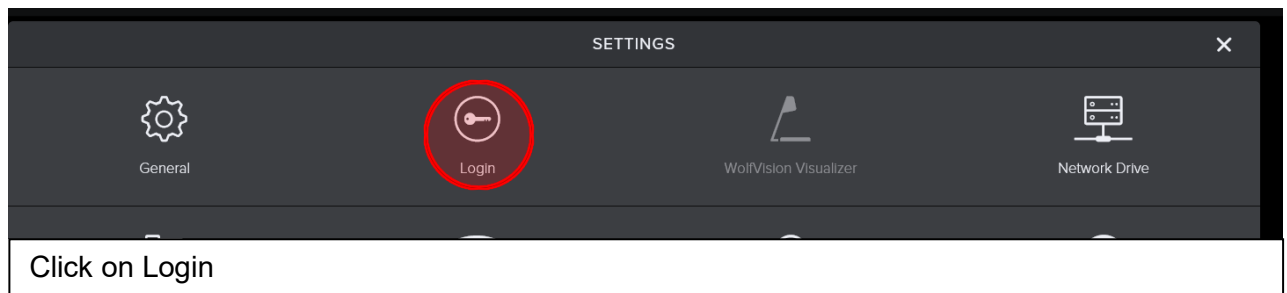 SETTINGS
General
Login
WolfVision Visualizer
Network Drive
Click on Login